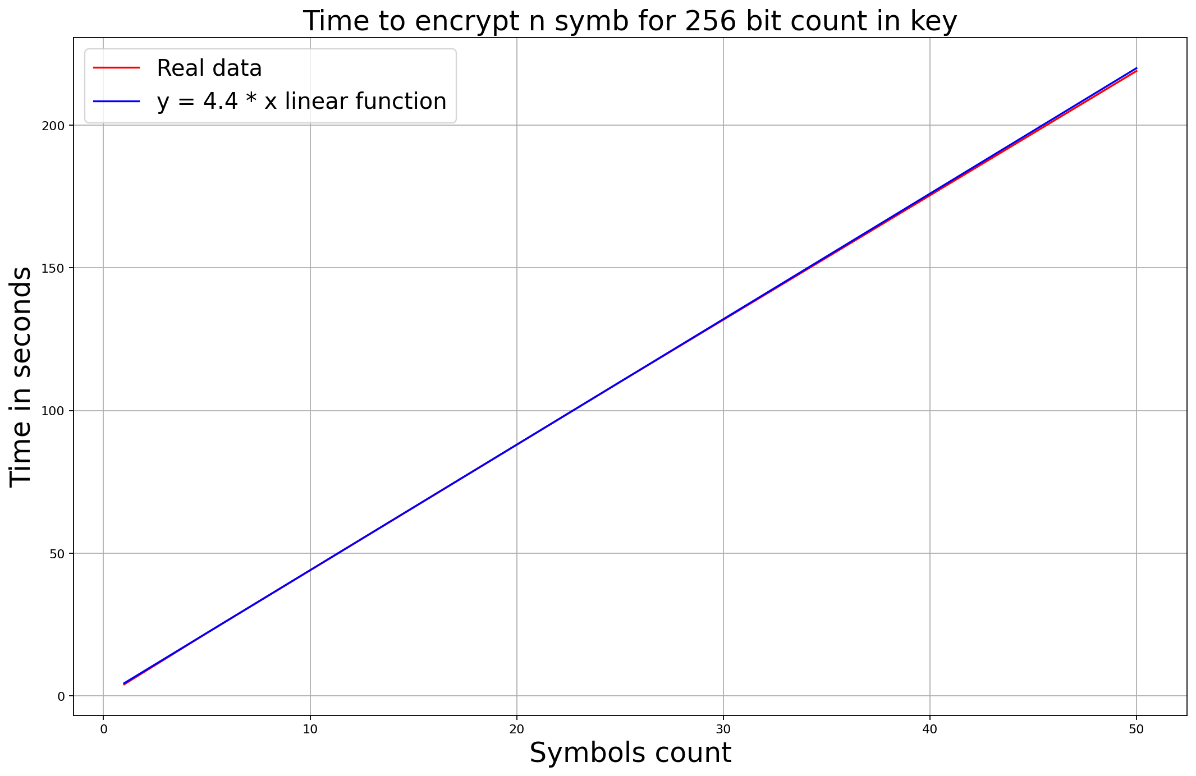 Time to encrypt n symb for 256 bit count in key
Real data
y = 4.4 * x linear function
Time in seconds
200
150
100
50
0
0 10 20 30 40 50
Symbols count